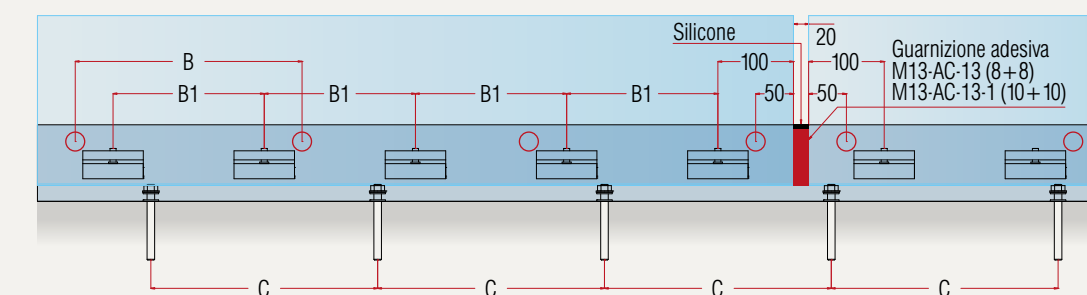 Silicone
20
Guarnizione adesiva
M13-AC-13 (8+8)
M13-AC-13-1 (10+10)
B
100
100
B1
B1
B1
B1
50
50
C
C
C
C